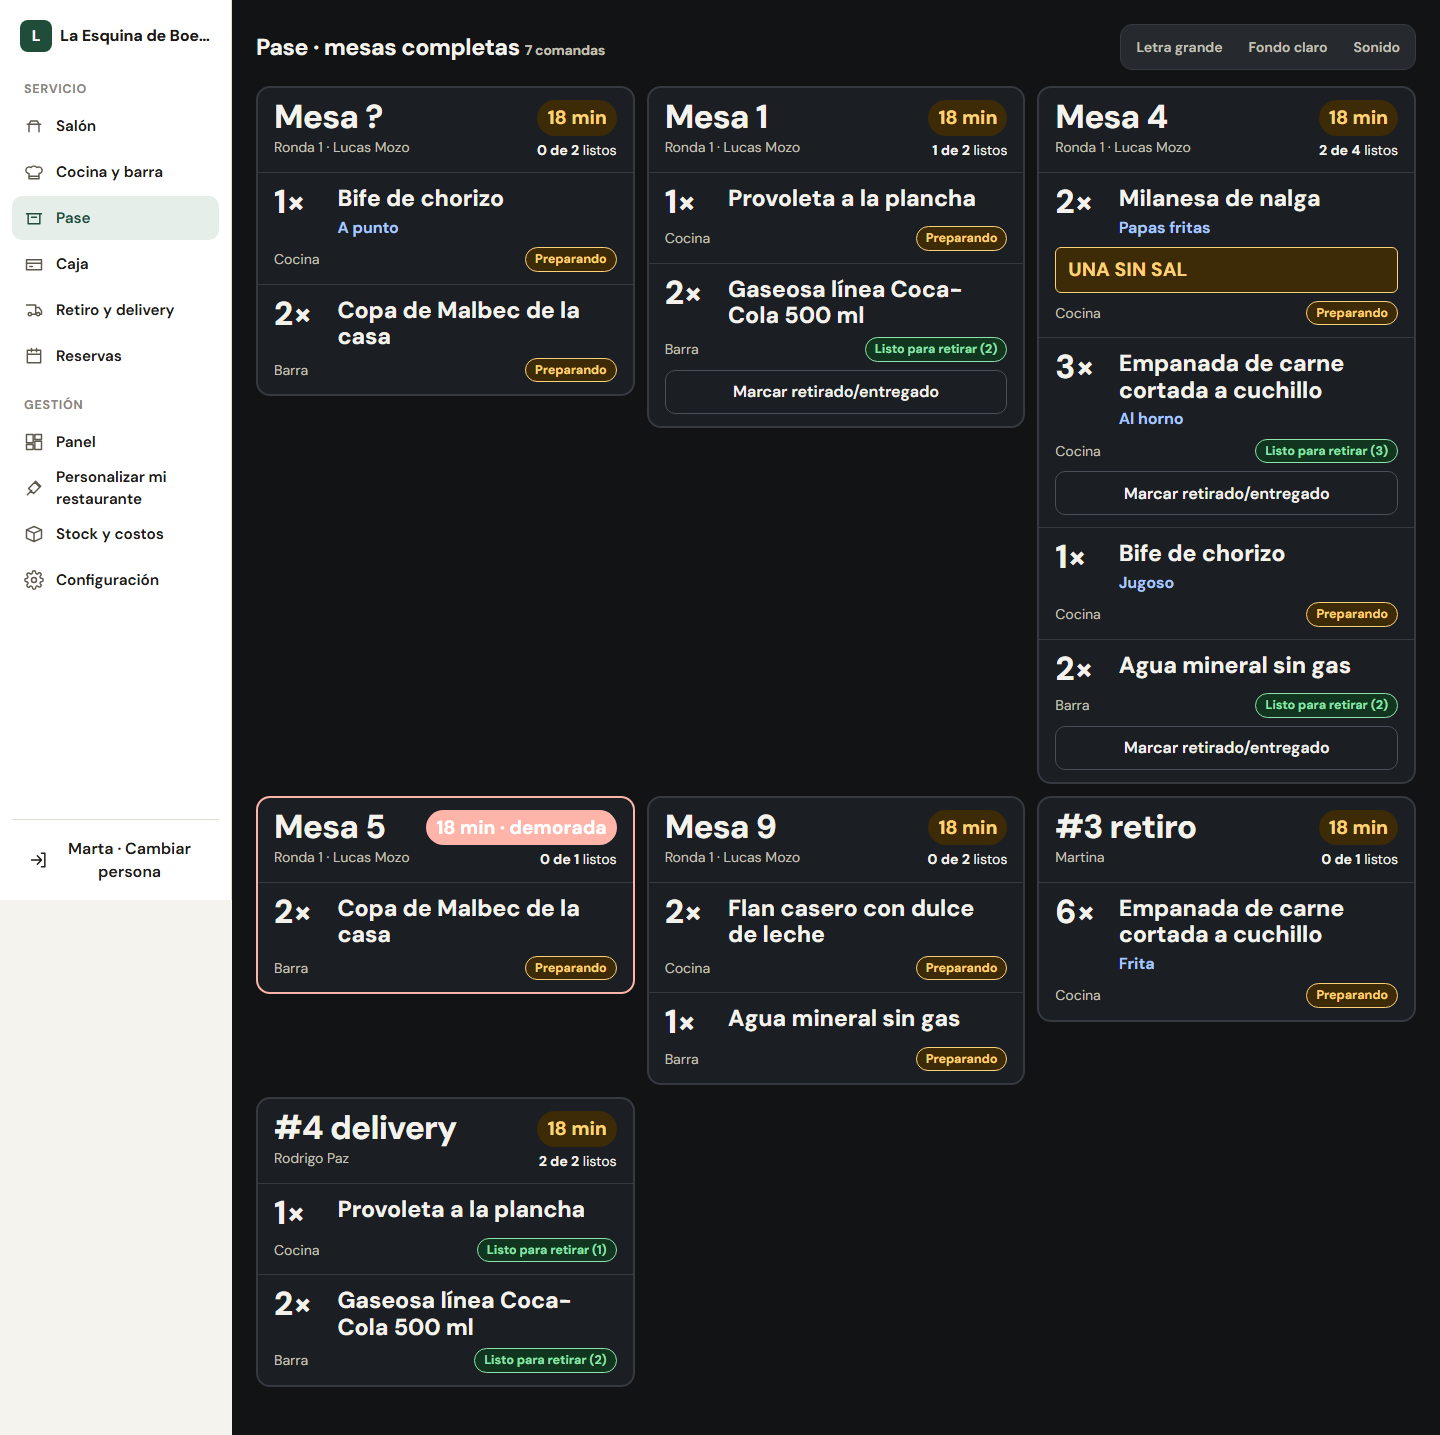 L
La Esquina de Boe...
SERVICIO
Salón
Cocina y barra
Pase
Caja
Retiro y delivery
Reservas
GESTIÓN
Panel
Personalizar mi
restaurante
Stock y costos
Configuración
Marta · Cambiar
persona
Pase · mesas completas 7 comandas
Letra grande
Fondo claro
Sonido
Mesa ?
18 min
Ronda 1 · Lucas Mozo
0 de 2 listos
1× Bife de chorizo
A punto
Cocina
Preparando
2× Copa de Malbec de la
casa
Barra
Preparando
Mesa 1
18 min
Ronda 1 · Lucas Mozo
1 de 2 listos
1× Provoleta a la plancha
Cocina
Preparando
2× Gaseosa línea Coca-
Cola 500 ml
Barra
Listo para retirar (2)
Marcar retirado/entregado
Mesa 4
18 min
Ronda 1 · Lucas Mozo
2 de 4 listos
2× Milanesa de nalga
Papas fritas
UNA SIN SAL
Cocina
Preparando
3× Empanada de carne
cortada a cuchillo
Al horno
Cocina
Listo para retirar (3)
Marcar retirado/entregado
1× Bife de chorizo
Jugoso
Cocina
Preparando
2× Agua mineral sin gas
Barra
Listo para retirar (2)
Marcar retirado/entregado
Mesa 5
18 min · demorada
Ronda 1 · Lucas Mozo
0 de 1 listos
2× Copa de Malbec de la
casa
Barra
Preparando
Mesa 9
18 min
Ronda 1 · Lucas Mozo
0 de 2 listos
2× Flan casero con dulce
de leche
Cocina
Preparando
1× Agua mineral sin gas
Barra
Preparando
#3 retiro
18 min
Martina
0 de 1 listos
6× Empanada de carne
cortada a cuchillo
Frita
Cocina
Preparando
#4 delivery
18 min
Rodrigo Paz
2 de 2 listos
1× Provoleta a la plancha
Cocina
Listo para retirar (1)
2× Gaseosa línea Coca-
Cola 500 ml
Barra
Listo para retirar (2)